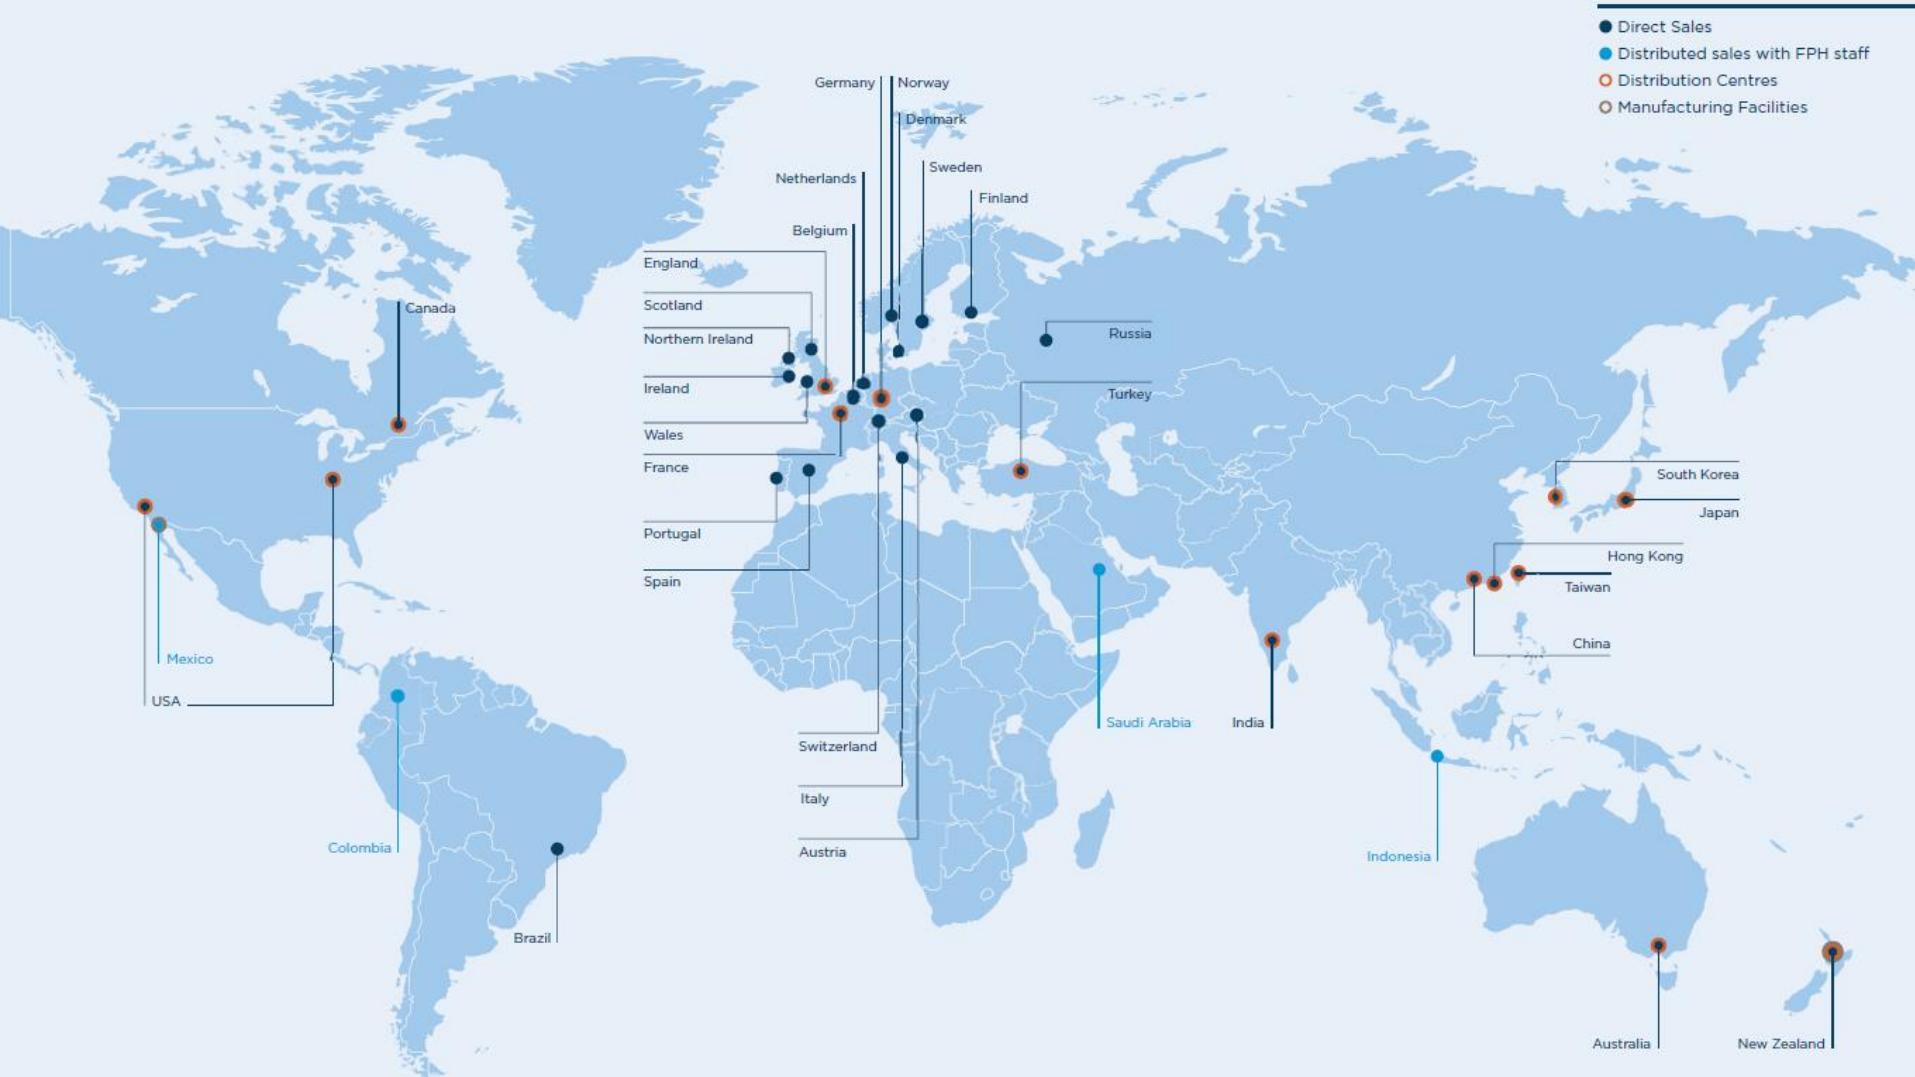 Direct Sales
Distributed sales with FPH staff
Distribution Centres
Manufacturing Facilities
Germany
Norway
Denmark
Sweden
Netherlands
Finland
Belgium
England
Scotland
Northern Ireland
Ireland
Wales
France
Portugal
Spain
Canada
Russia
Turkey
South Korea
Japan
Hong Kong
Taiwan
China
Mexico
USA
Saudi Arabia
India
Switzerland
Italy
Austria
Colombia
Indonesia
Brazil
Australia
New Zealand